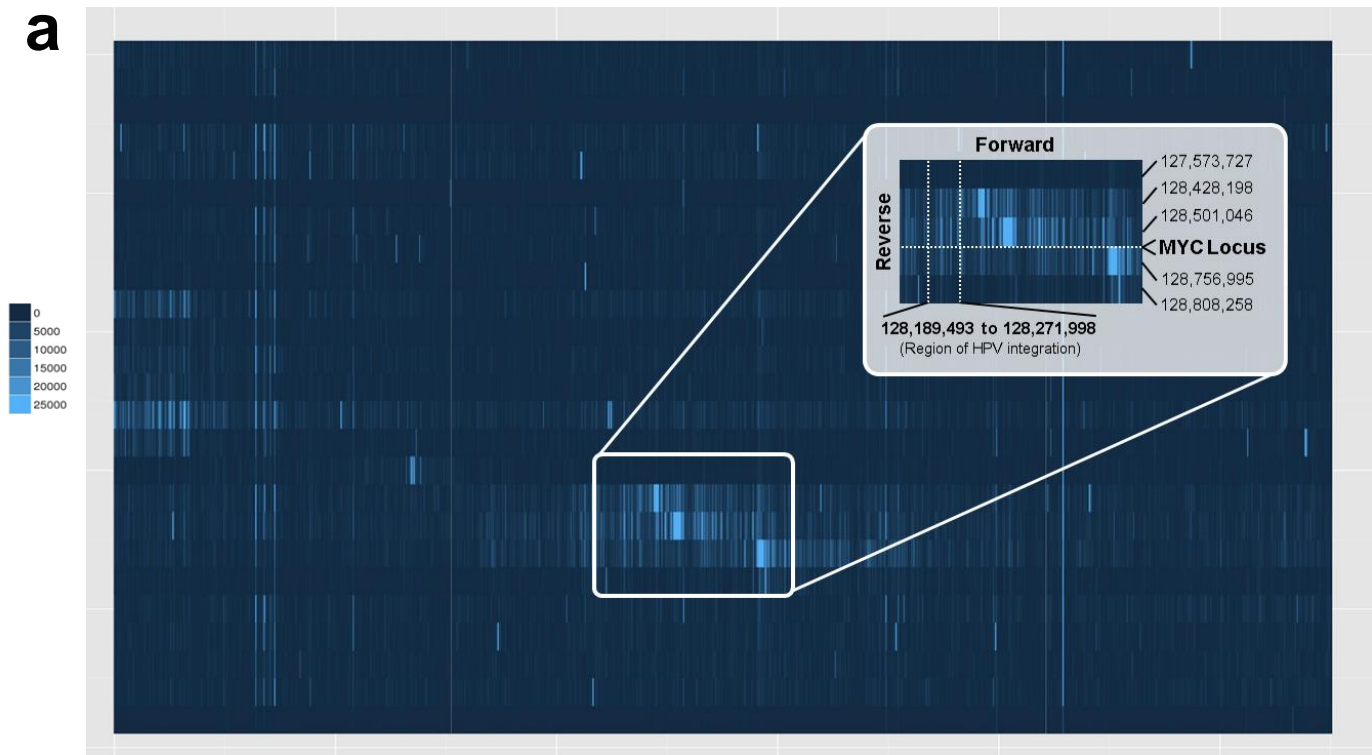 a
0
5000
10000
15000
20000
25000
Forward
Reverse
127,573,727
128,428,198
128,501,046
MYC Locus
128,756,995
128,808,258
128,189,493 to 128,271,998
(Region of HPV integration)